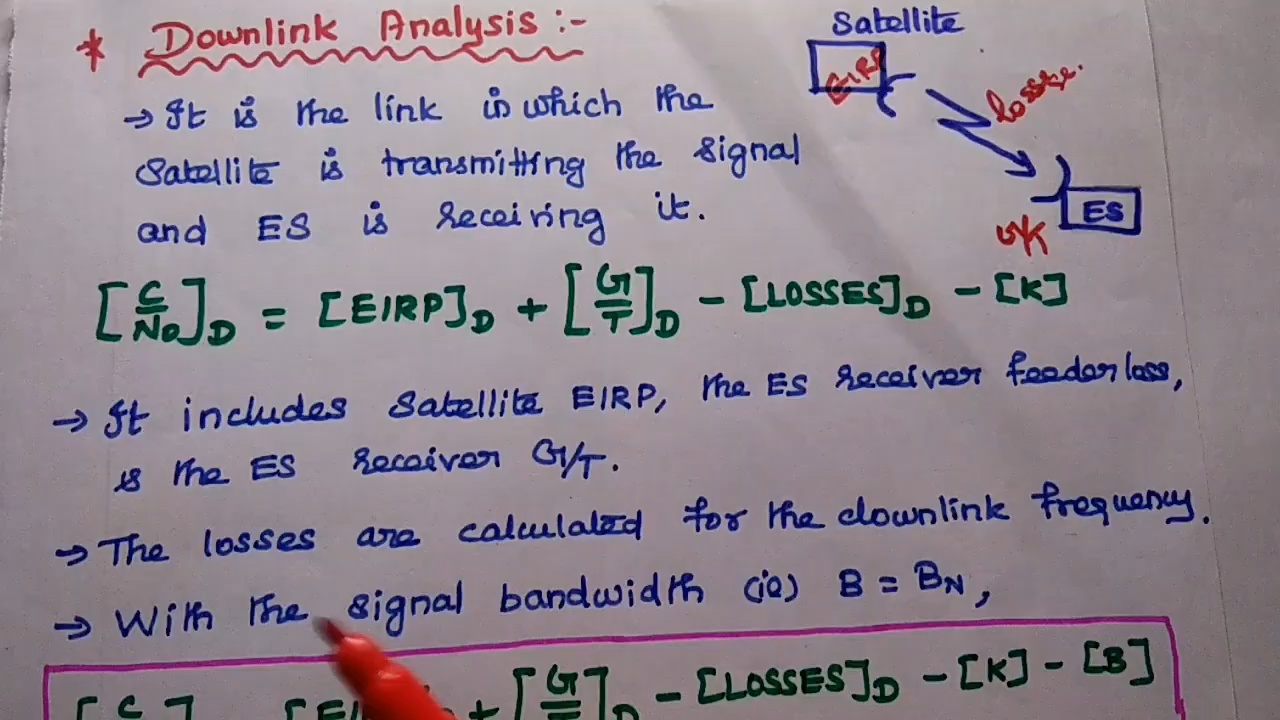 * Downlink Analysis :-
Satellite
EIRP
losses.
→ It is the link in which the
Satellite is transmitting the signal
and ES is receiving it.
ES
[C/No]D = [EIRP]D + [G/T]D - [LOSSES]D - [K]
→ It includes satellite EIRP, the ES receiver feeder loss,
is the ES receiver G/T.
→ The losses are calculated for the downlink frequency.
→ With the signal bandwidth (ie) B = BN,
+ [G/T]D - [LOSSES]D - [K] - [B]